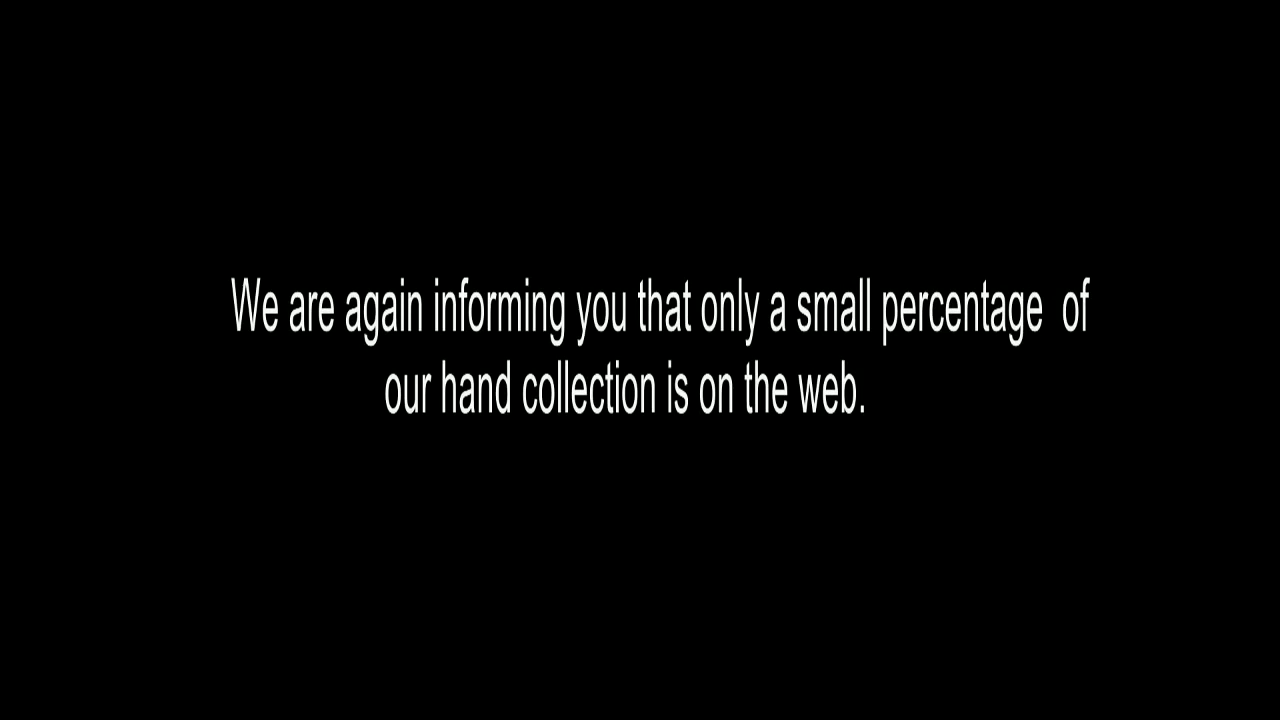 We are again informing you that only a small percentage  of
our hand collection is on the web.